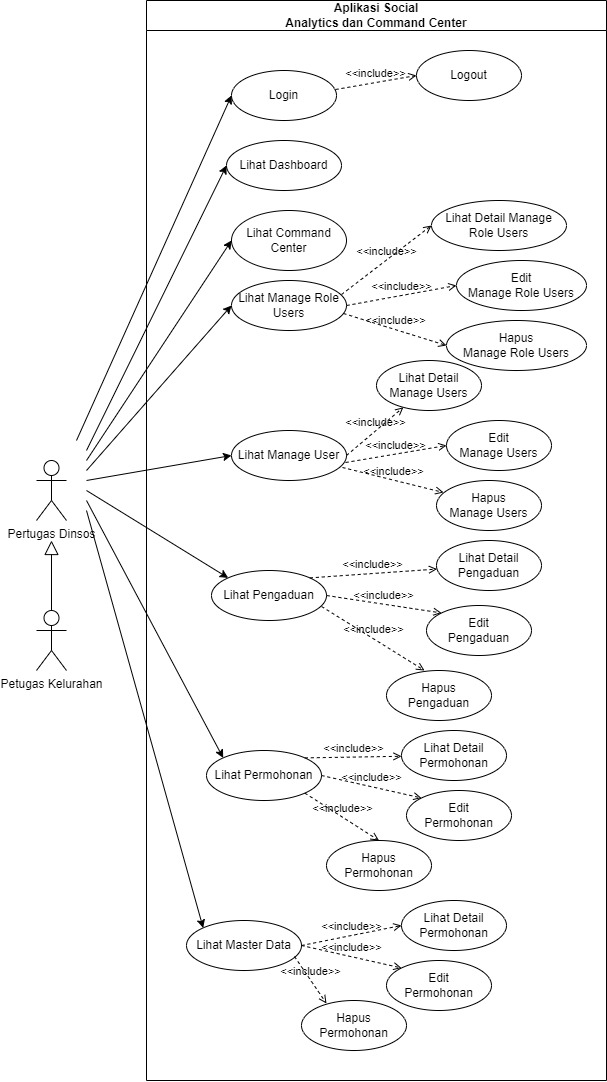 Aplikasi Social
Analytics dan Command Center
<<include>>
Logout
Login
Lihat Dashboard
Lihat Command
Center
Lihat Detail Manage
Role Users
<<include>>
Edit
Manage Role Users
<<include>>
Lihat Manage Role
Users
<<include>>
Hapus
Manage Role Users
Lihat Detail
Manage Users
<<include>>
Edit
Manage Users
<<include>>
Lihat Manage User
<<include>>
Hapus
Manage Users
Pertugas Dinsos
Lihat Detail
Pengaduan
<<include>>
Lihat Pengaduan
<<include>>
Edit
Pengaduan
<<include>>
Hapus
Pengaduan
Petugas Kelurahan
<<include>>
Lihat Detail
Permohonan
Lihat Permohonan
<<include>>
Edit
Permohonan
<<include>>
Hapus
Permohonan
Lihat Detail
Permohonan
<<include>>
Lihat Master Data
<<include>>
<<include>>
Edit
Permohonan
Hapus
Permohonan